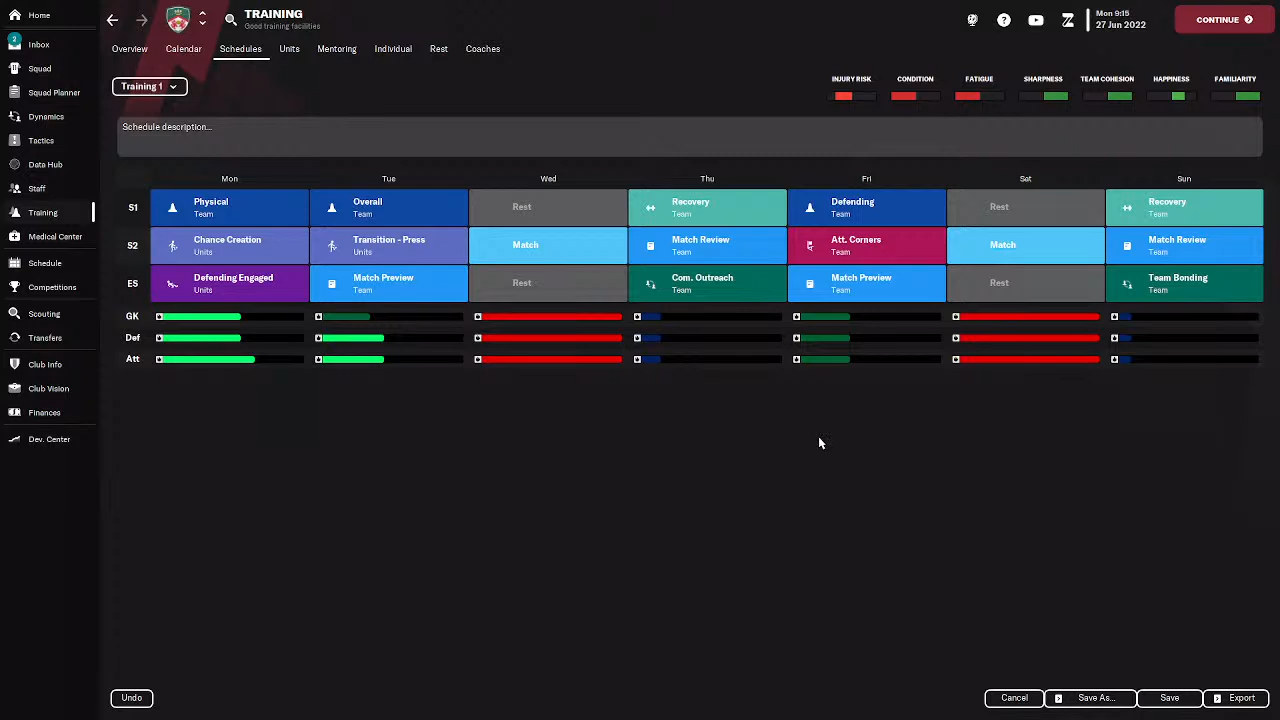 Home
TRAINING
Good training facilities
Mon 9:15
27 Jun 2022
CONTINUE
2
Inbox
Overview
Calendar
Schedules
Units
Mentoring
Individual
Rest
Coaches
Squad
Squad Planner
Dynamics
Tactics
Data Hub
Staff
Training
Medical Center
Schedule
Competitions
Scouting
Transfers
Club Info
Club Vision
Finances
Dev. Center
Training 1
INJURY RISK
CONDITION
FATIGUE
SHARPNESS
TEAM COHESION
HAPPINESS
FAMILIARITY
Schedule description...
Mon Tue Wed Thu Fri Sat Sun
S1
Physical
Team
Overall
Team
Rest
Recovery
Team
Defending
Team
Rest
Recovery
Team
S2
Chance Creation
Units
Transition - Press
Units
Match
Match Review
Team
Att. Corners
Team
Match
Match Review
Team
ES
Defending Engaged
Units
Match Preview
Team
Rest
Com. Outreach
Team
Match Preview
Team
Rest
Team Bonding
Team
GK
Def
Att
Undo
Cancel
Save As...
Save
Export